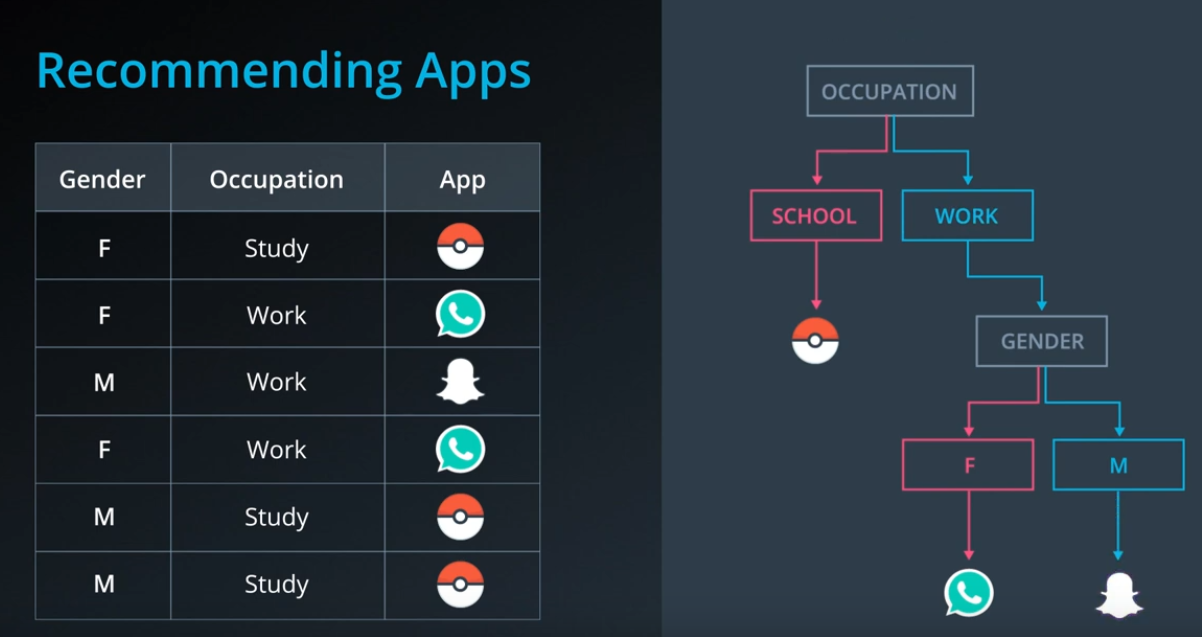 Recommending Apps
Gender Occupation App
F Study
F Work
M Work
F Work
M Study
M Study
OCCUPATION
SCHOOL WORK
GENDER
F M